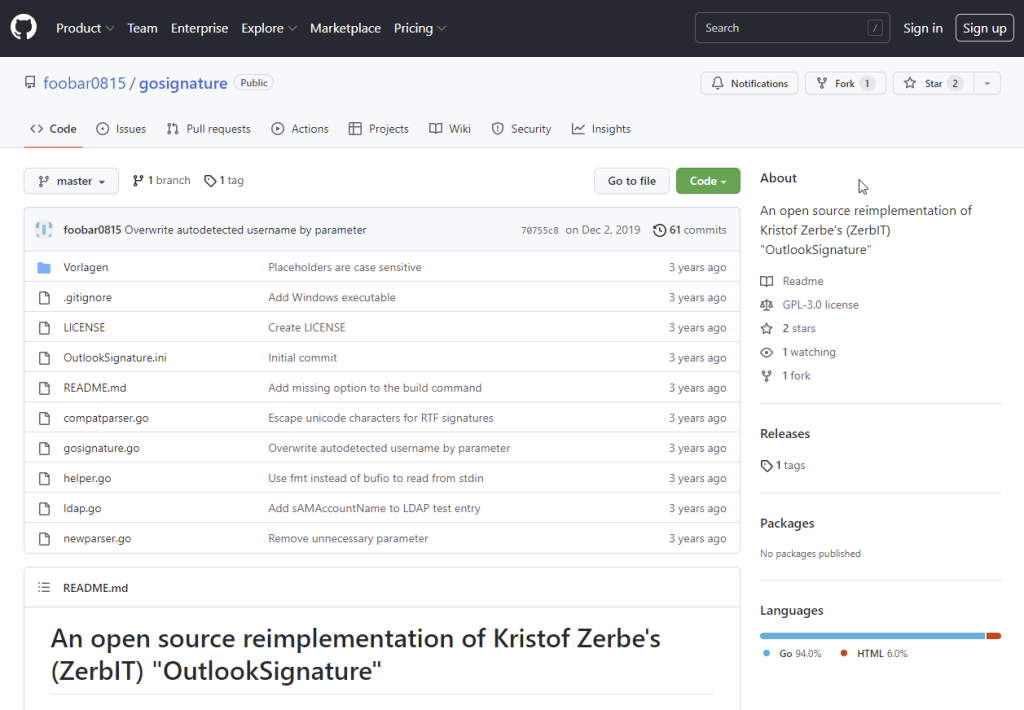 Product Team Enterprise Explore Marketplace Pricing Search / Sign in Sign up
foobar0815 / gosignature Public Notifications Fork 1 Star 2
Code Issues Pull requests Actions Projects Wiki Security Insights
master 1 branch 1 tag Go to file Code
foobar0815 Overwrite autodetected username by parameter 70755c8 on Dec 2, 2019 61 commits
Vorlagen Placeholders are case sensitive 3 years ago
.gitignore Add Windows executable 3 years ago
LICENSE Create LICENSE 3 years ago
OutlookSignature.ini Initial commit 3 years ago
README.md Add missing option to the build command 3 years ago
compatparser.go Escape unicode characters for RTF signatures 3 years ago
gosignature.go Overwrite autodetected username by parameter 3 years ago
helper.go Use fmt instead of bufio to read from stdin 3 years ago
ldap.go Add sAMAccountName to LDAP test entry 3 years ago
newparser.go Remove unnecessary parameter 3 years ago
README.md
An open source reimplementation of Kristof Zerbe's
(ZerbIT) "OutlookSignature"
About
An open source reimplementation of
Kristof Zerbe's (ZerbIT)
"OutlookSignature"
Readme
GPL-3.0 license
2 stars
1 watching
1 fork
Releases
1 tags
Packages
No packages published
Languages
Go 94.0% HTML 6.0%